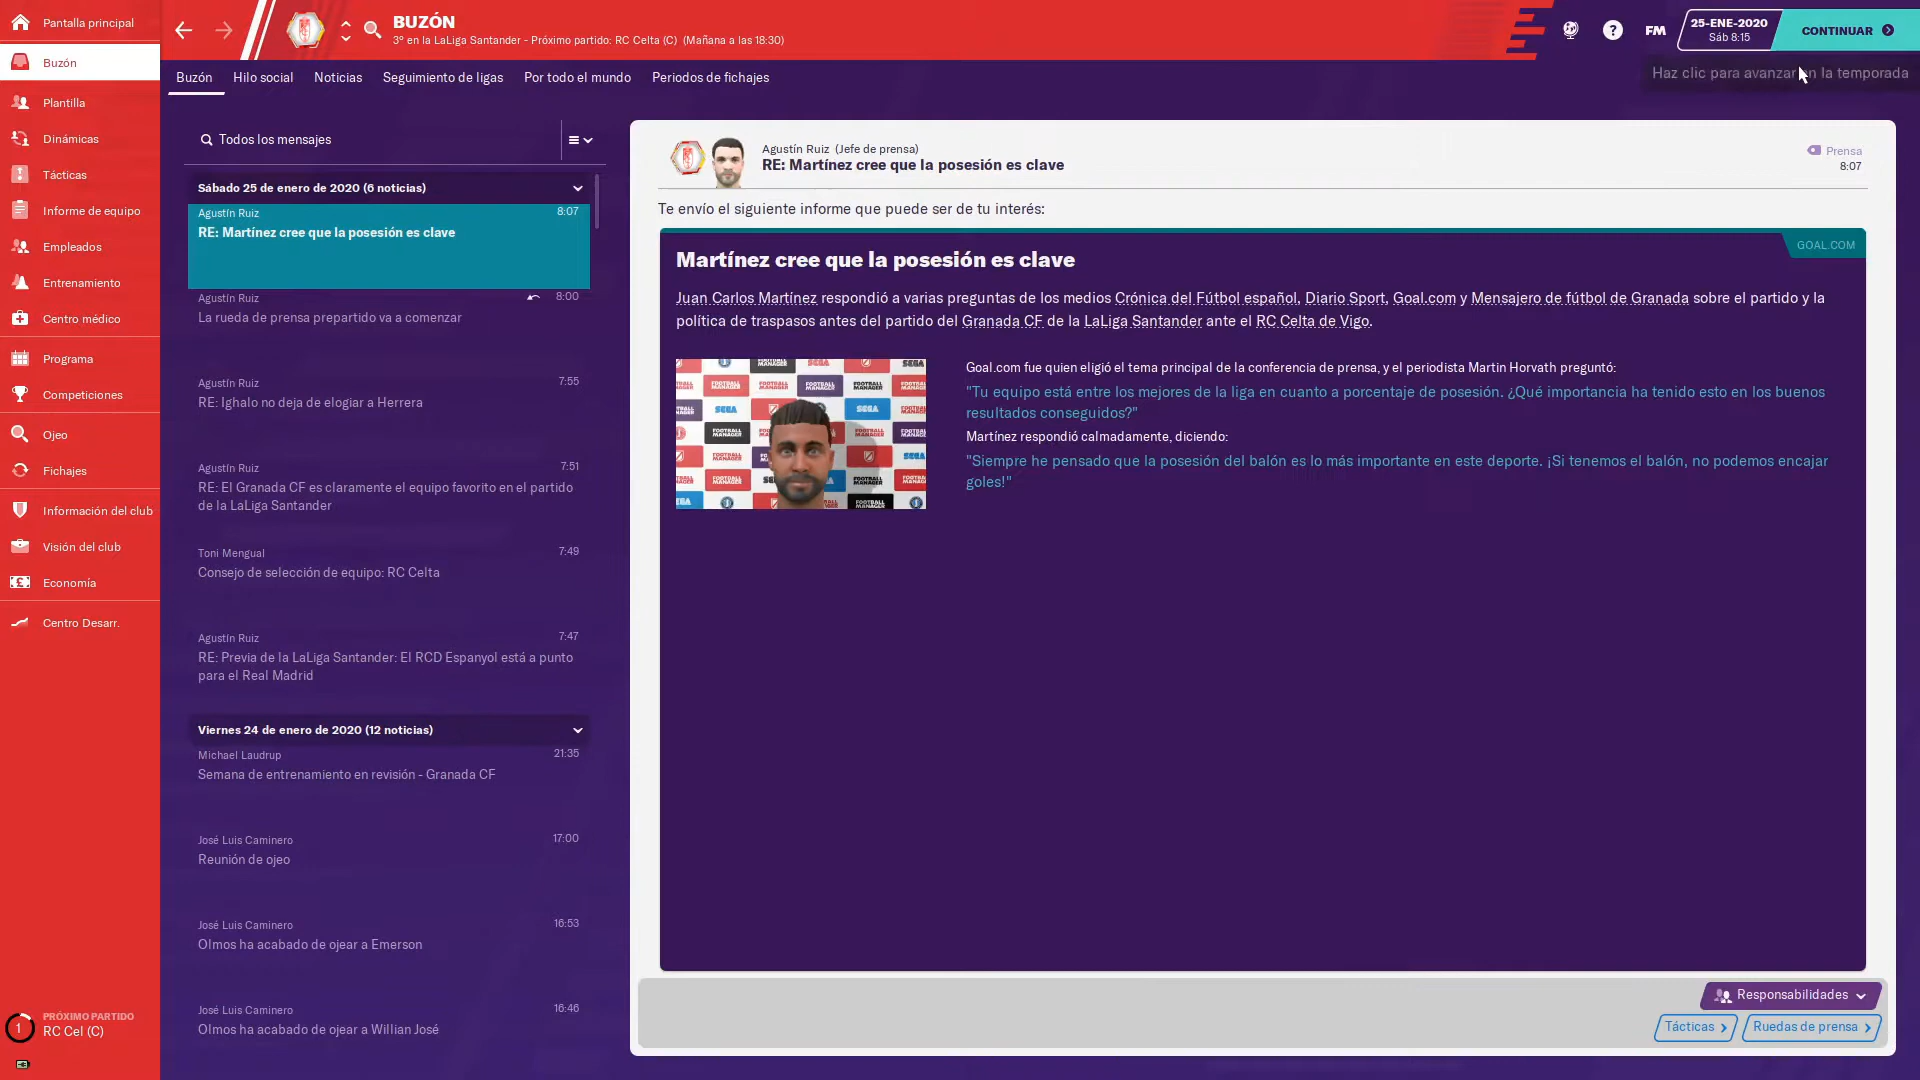 Pantalla principal
Buzón
Plantilla
Dinámicas
Tácticas
Informe de equipo
Empleados
Entrenamiento
Centro médico
Programa
Competiciones
Ojeo
Fichajes
Información del club
Visión del club
Economía
Centro Desarr.
1
PRÓXIMO PARTIDO
RC Cel (C)
BUZÓN
3º en la LaLiga Santander - Próximo partido: RC Celta (C) (Mañana a las 18:30)
FM
25-ENE-2020
Sáb 8:15
CONTINUAR
Haz clic para avanzar en la temporada
Buzón
Hilo social
Noticias
Seguimiento de ligas
Por todo el mundo
Periodos de fichajes
Todos los mensajes
Sábado 25 de enero de 2020 (6 noticias)
Agustín Ruiz 8:07
RE: Martínez cree que la posesión es clave
Agustín Ruiz 8:00
La rueda de prensa prepartido va a comenzar
Agustín Ruiz 7:55
RE: Ighalo no deja de elogiar a Herrera
Agustín Ruiz 7:51
RE: El Granada CF es claramente el equipo favorito en el partido
de la LaLiga Santander
Toni Mengual 7:49
Consejo de selección de equipo: RC Celta
Agustín Ruiz 7:47
RE: Previa de la LaLiga Santander: El RCD Espanyol está a punto
para el Real Madrid
Viernes 24 de enero de 2020 (12 noticias)
Michael Laudrup 21:35
Semana de entrenamiento en revisión - Granada CF
José Luis Caminero 17:00
Reunión de ojeo
José Luis Caminero 16:53
Olmos ha acabado de ojear a Emerson
José Luis Caminero 16:46
Olmos ha acabado de ojear a Willian José
Agustín Ruiz (Jefe de prensa)
RE: Martínez cree que la posesión es clave
Prensa
8:07
Te envío el siguiente informe que puede ser de tu interés:
GOAL.COM
Martínez cree que la posesión es clave
Juan Carlos Martínez respondió a varias preguntas de los medios Crónica del Fútbol español, Diario Sport, Goal.com y Mensajero de fútbol de Granada sobre el partido y la
política de traspasos antes del partido del Granada CF de la LaLiga Santander ante el RC Celta de Vigo.
SEGA
FOOTBALL MANAGER
Goal.com fue quien eligió el tema principal de la conferencia de prensa, y el periodista Martin Horvath preguntó:
"Tu equipo está entre los mejores de la liga en cuanto a porcentaje de posesión. ¿Qué importancia ha tenido esto en los buenos
resultados conseguidos?"
Martínez respondió calmadamente, diciendo:
"Siempre he pensado que la posesión del balón es lo más importante en este deporte. ¡Si tenemos el balón, no podemos encajar
goles!"
Responsabilidades
Tácticas
Ruedas de prensa